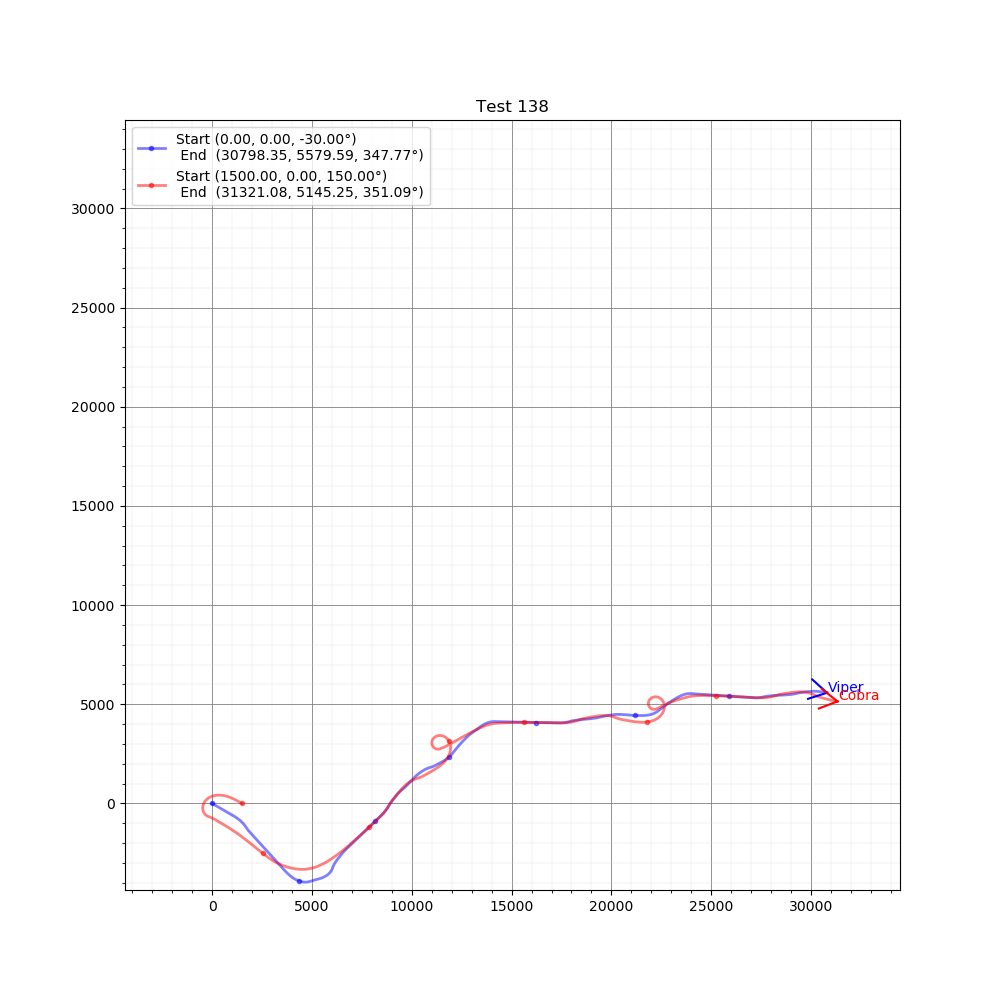 Test 138
Start (0.00, 0.00, -30.00°)
End (30798.35, 5579.59, 347.77°)
Start (1500.00, 0.00, 150.00°)
End (31321.08, 5145.25, 351.09°)
30000
25000
20000
15000
10000
5000
0
Viper
Cobra
0 5000 10000 15000 20000 25000 30000